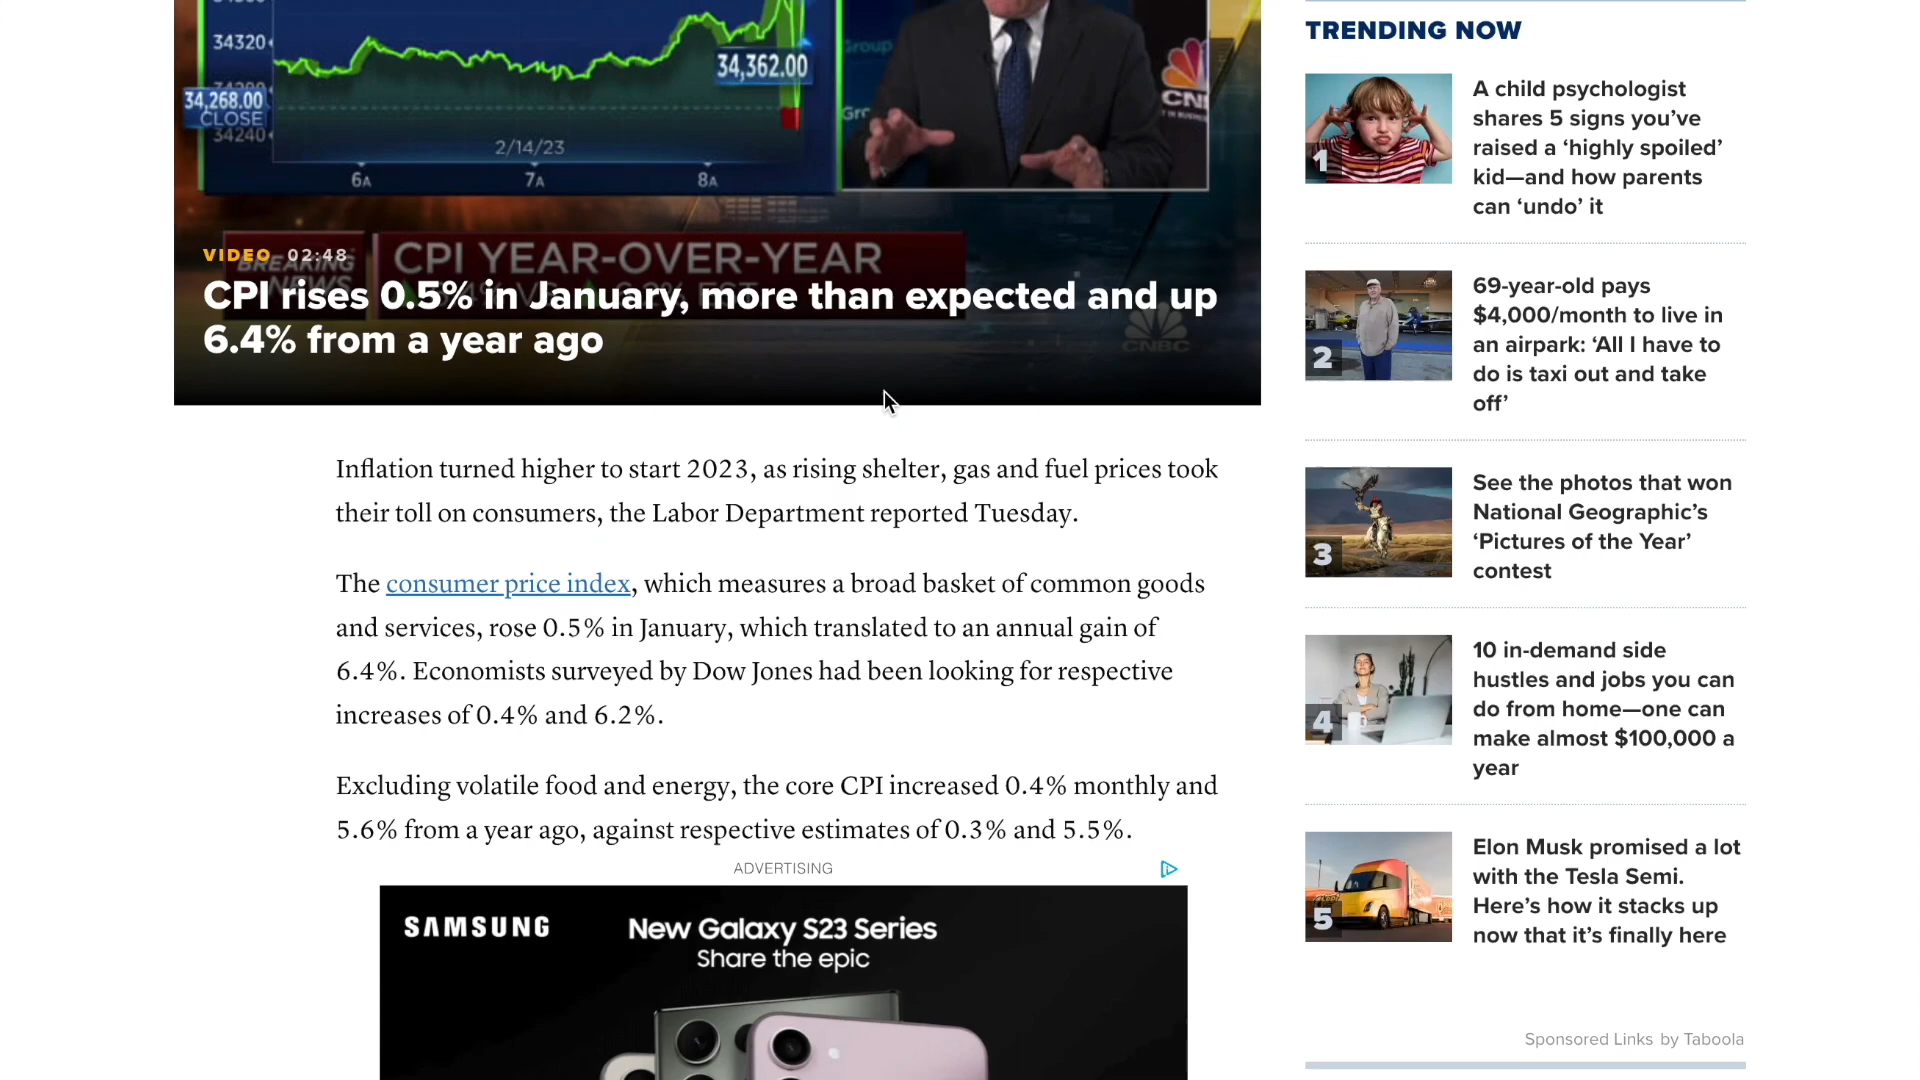 34320
34,362.00
34,268.00
CLOSE
34240
2/14/23
6A 7A 8A
Group
CN
VIDEO 02:48
BREAKING NEWS
CPI YEAR-OVER-YEAR
CPI rises 0.5% in January, more than expected and up
6.4% from a year ago
CNBC
Inflation turned higher to start 2023, as rising shelter, gas and fuel prices took
their toll on consumers, the Labor Department reported Tuesday.
The consumer price index, which measures a broad basket of common goods
and services, rose 0.5% in January, which translated to an annual gain of
6.4%. Economists surveyed by Dow Jones had been looking for respective
increases of 0.4% and 6.2%.
Excluding volatile food and energy, the core CPI increased 0.4% monthly and
5.6% from a year ago, against respective estimates of 0.3% and 5.5%.
ADVERTISING
SAMSUNG
New Galaxy S23 Series
Share the epic
TRENDING NOW
1
A child psychologist
shares 5 signs you’ve
raised a ‘highly spoiled’
kid—and how parents
can ‘undo’ it
2
69-year-old pays
$4,000/month to live in
an airpark: ‘All I have to
do is taxi out and take
off’
3
See the photos that won
National Geographic’s
‘Pictures of the Year’
contest
4
10 in-demand side
hustles and jobs you can
do from home—one can
make almost $100,000 a
year
5
Elon Musk promised a lot
with the Tesla Semi.
Here’s how it stacks up
now that it’s finally here
Sponsored Links by Taboola